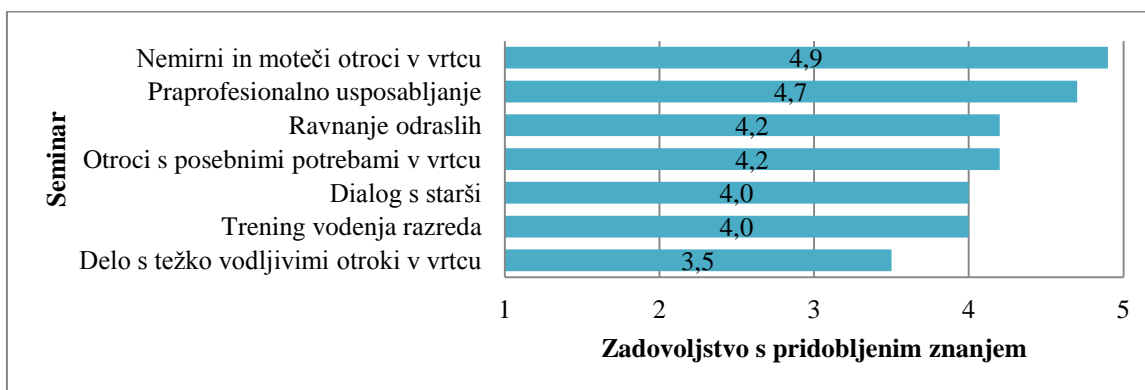 Seminar
Nemirni in moteči otroci v vrtcu
4,9
Praprofesionalno usposabljanje
4,7
Ravnanje odraslih
4,2
Otroci s posebnimi potrebami v vrtcu
4,2
Dialog s starši
4,0
Trening vodenja razreda
4,0
Delo s težko vodljivimi otroki v vrtcu
3,5
1 2 3 4 5
Zadovoljstvo s pridobljenim znanjem